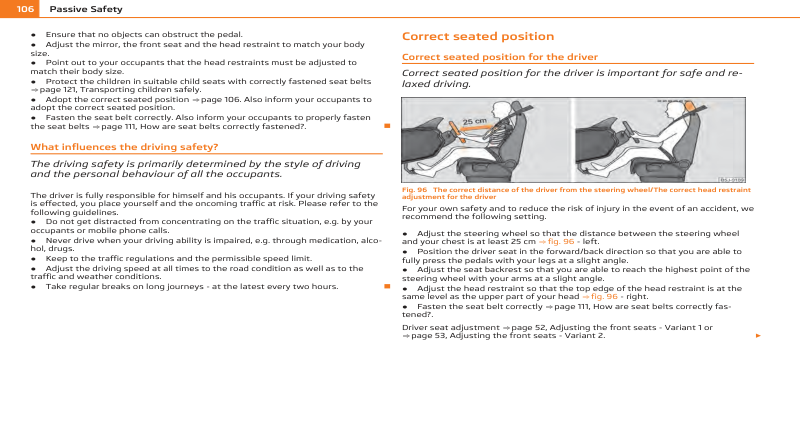 106 Passive Safety
● Ensure that no objects can obstruct the pedal.
● Adjust the mirror, the front seat and the head restraint to match your body
size.
● Point out to your occupants that the head restraints must be adjusted to
match their body size.
● Protect the children in suitable child seats with correctly fastened seat belts
⇒ page 121, Transporting children safely.
● Adopt the correct seated position ⇒ page 106. Also inform your occupants to
adopt the correct seated position.
● Fasten the seat belt correctly. Also inform your occupants to properly fasten
the seat belts ⇒ page 111, How are seat belts correctly fastened?.
What influences the driving safety?
The driving safety is primarily determined by the style of driving
and the personal behaviour of all the occupants.
The driver is fully responsible for himself and his occupants. If your driving safety
is effected, you place yourself and the oncoming traffic at risk. Please refer to the
following guidelines.
● Do not get distracted from concentrating on the traffic situation, e.g. by your
occupants or mobile phone calls.
● Never drive when your driving ability is impaired, e.g. through medication, alco-
hol, drugs.
● Keep to the traffic regulations and the permissible speed limit.
● Adjust the driving speed at all times to the road condition as well as to the
traffic and weather conditions.
● Take regular breaks on long journeys - at the latest every two hours.
Correct seated position
Correct seated position for the driver
Correct seated position for the driver is important for safe and re-
laxed driving.
25 cm
Fig. 96 The correct distance of the driver from the steering wheel/The correct head restraint
adjustment for the driver
For your own safety and to reduce the risk of injury in the event of an accident, we
recommend the following setting.
● Adjust the steering wheel so that the distance between the steering wheel
and your chest is at least 25 cm ⇒ fig. 96 - left.
● Position the driver seat in the forward/back direction so that you are able to
fully press the pedals with your legs at a slight angle.
● Adjust the seat backrest so that you are able to reach the highest point of the
steering wheel with your arms at a slight angle.
● Adjust the head restraint so that the top edge of the head restraint is at the
same level as the upper part of your head ⇒ fig. 96 - right.
● Fasten the seat belt correctly ⇒ page 111, How are seat belts correctly fas-
tened?.
Driver seat adjustment ⇒ page 52, Adjusting the front seats - Variant 1 or
⇒ page 53, Adjusting the front seats - Variant 2.